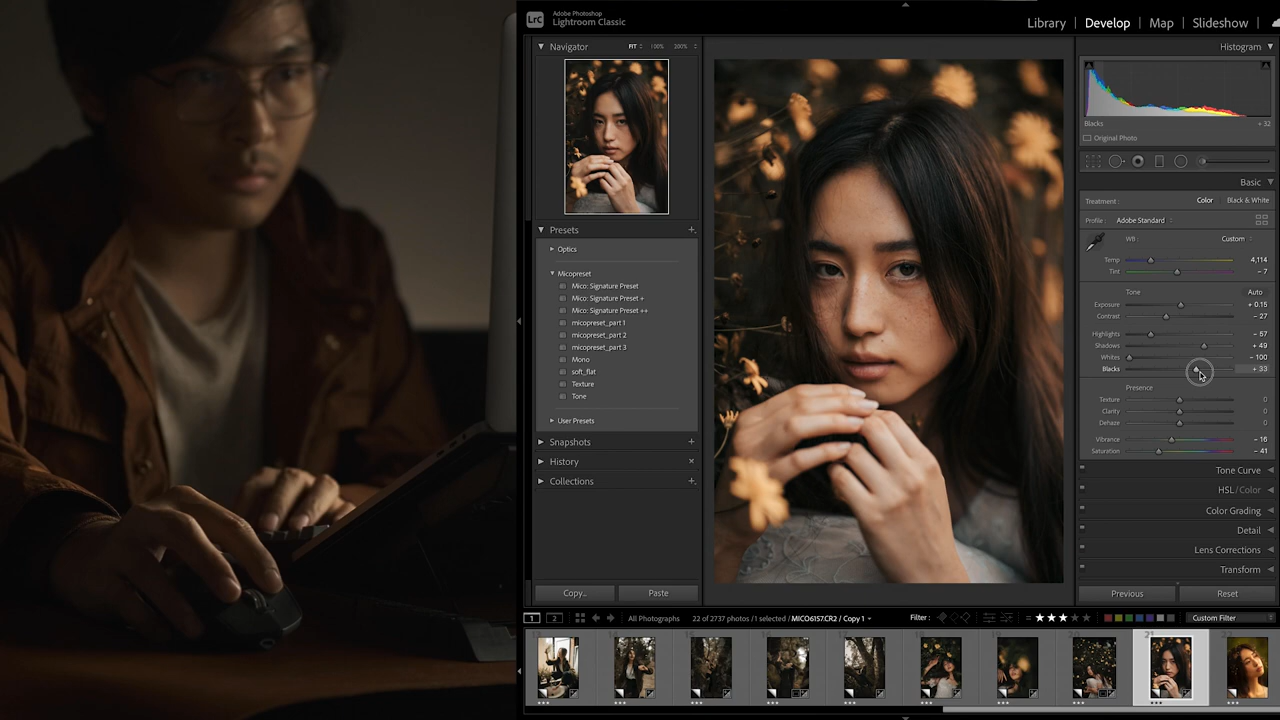 LrC
Adobe Photoshop
Lightroom Classic
Library | Develop | Map | Slideshow |
Navigator FIT 100% 200%
Presets
Optics
Micopreset
Mico: Signature Preset
Mico: Signature Preset +
Mico: Signature Preset ++
micopreset_part 1
micopreset_part 2
micopreset_part 3
Mono
soft_flat
Texture
Tone
User Presets
Snapshots
History
Collections
Copy...
Paste
Histogram
Blacks + 32
Original Photo
Basic
Treatment: Color Black & White
Profile Adobe Standard
WB: Custom
Temp 4,114
Tint - 7
Tone Auto
Exposure + 0.15
Contrast - 27
Highlights - 57
Shadows + 49
Whites - 100
Blacks + 33
Presence
Texture 0
Clarity 0
Dehaze 0
Vibrance - 16
Saturation - 41
Tone Curve
HSL / Color
Color Grading
Detail
Lens Corrections
Transform
Previous
Reset
1 2 All Photographs 22 of 2737 photos / 1 selected / MICO6157.CR2 / Copy 1 Filter: Custom Filter